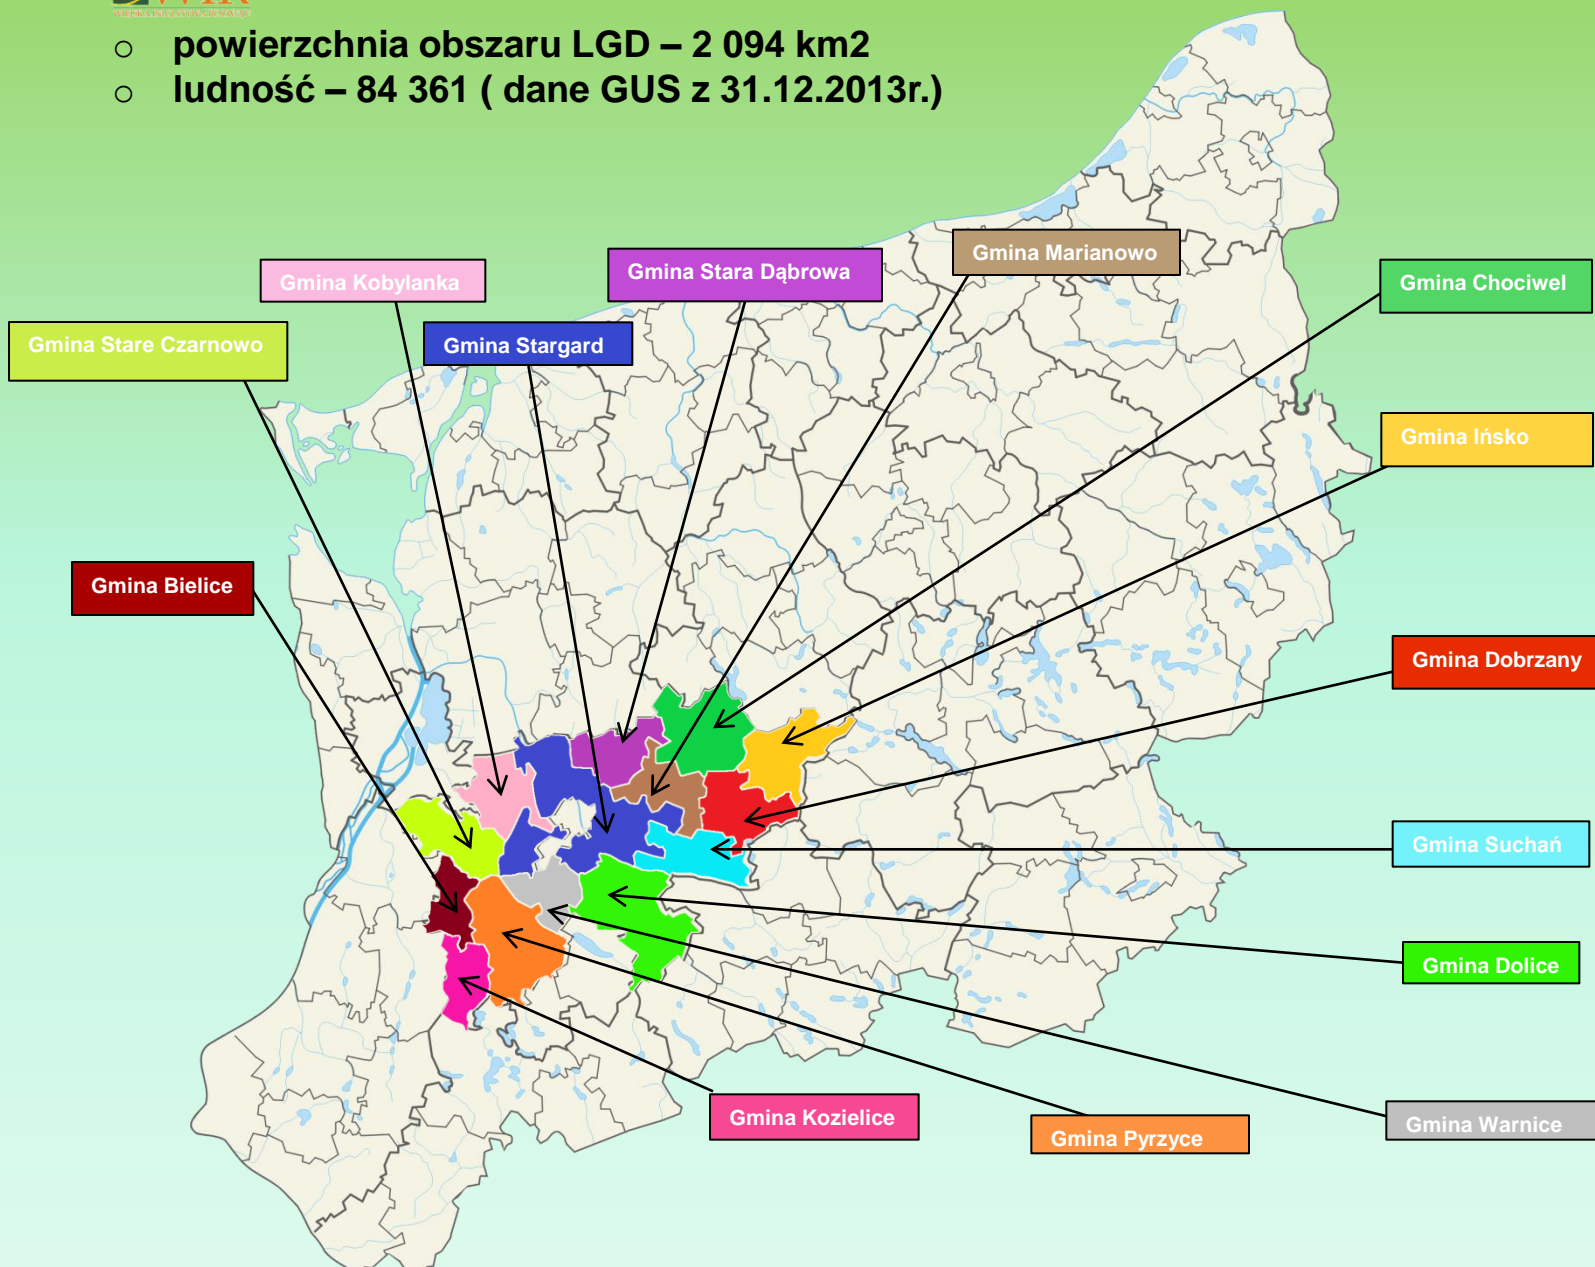 WIR
○ powierzchnia obszaru LGD – 2 094 km2
○ ludność – 84 361 ( dane GUS z 31.12.2013r.)
Gmina Marianowo
Gmina Stara Dąbrowa
Gmina Kobylanka
Gmina Chociwel
Gmina Stare Czarnowo
Gmina Stargard
Gmina Ińsko
Gmina Bielice
Gmina Dobrzany
Gmina Suchań
Gmina Dolice
Gmina Kozielice
Gmina Pyrzyce
Gmina Warnice